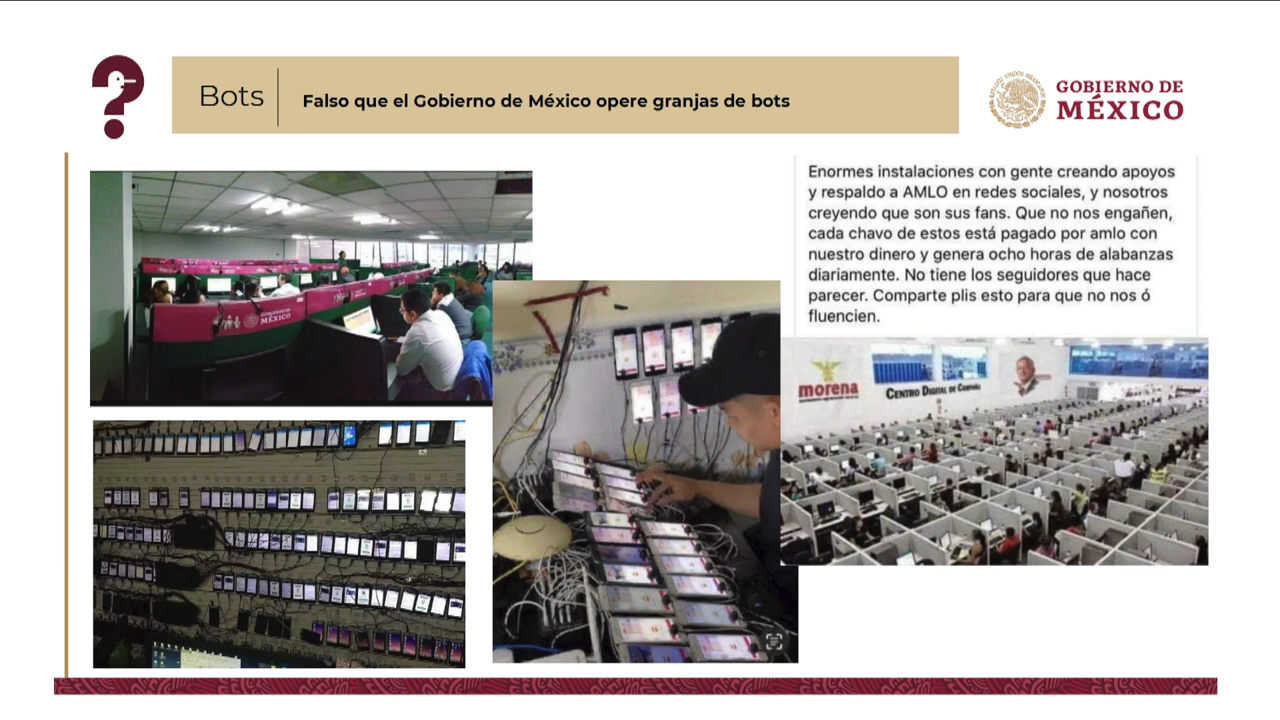 Bots
Falso que el Gobierno de México opere granjas de bots
GOBIERNO DE
MÉXICO
Enormes instalaciones con gente creando apoyos
y respaldo a AMLO en redes sociales, y nosotros
creyendo que son sus fans. Que no nos engañen,
cada chavo de estos está pagado por amlo con
nuestro dinero y genera ocho horas de alabanzas
diariamente. No tiene los seguidores que hace
parecer. Comparte plis esto para que no nos ó
fluencien.
GOBIERNO DE
MÉXICO
morena
CENTRO DIGITAL DE CAMPAÑA